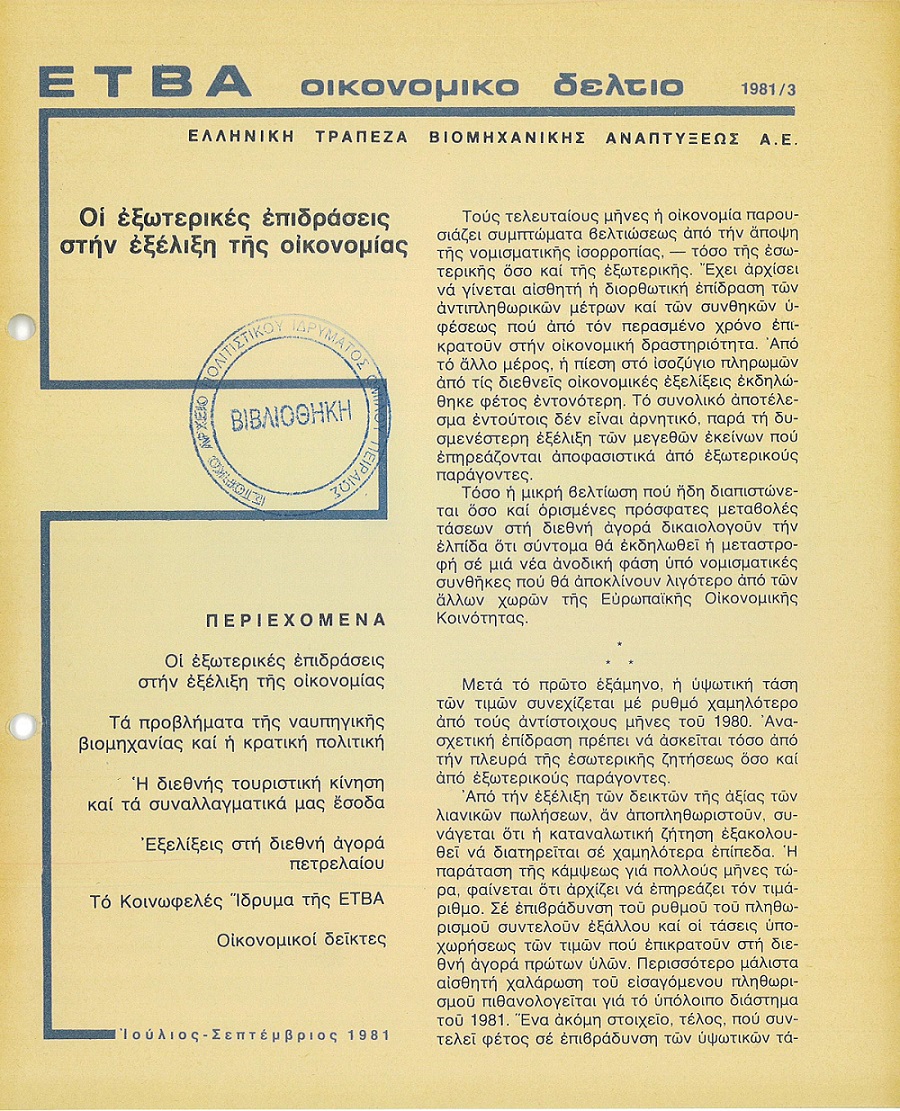 ΕΤΒΑ οικονομικο δελτιο 1981/3
ΕΛΛΗΝΙΚΗ ΤΡΑΠΕΖΑ ΒΙΟΜΗΧΑΝΙΚΗΣ ΑΝΑΠΤΥΞΕΩΣ Α.Ε.
Οἱ ἐξωτερικές ἐπιδράσεις
στήν ἐξέλιξη τῆς οἰκονομίας
ΙΣΤΟΡΙΚΟ ΑΡΧΕΙΟ ΠΟΛΙΤΙΣΤΙΚΟΥ ΙΔΡΥΜΑΤΟΣ ΟΜΙΛΟΥ ΠΕΙΡΑΙΩΣ
ΒΙΒΛΙΟΘΗΚΗ
ΠΕΡΙΕΧΟΜΕΝΑ
Οἱ ἐξωτερικές ἐπιδράσεις
στήν ἐξέλιξη τῆς οἰκονομίας
Τά προβλήματα τῆς ναυπηγικῆς
βιομηχανίας καί ἡ κρατική πολιτική
Ἡ διεθνής τουριστική κίνηση
καί τά συναλλαγματικά μας ἔσοδα
Ἐξελίξεις στή διεθνή ἀγορά
πετρελαίου
Τό Κοινωφελές Ἵδρυμα τῆς ΕΤΒΑ
Οἰκονομικοί δεῖκτες
Ἰούλιος-Σεπτέμβριος 1981
Τούς τελευταίους μῆνες ἡ οἰκονομία παρου-
σιάζει συμπτώματα βελτιώσεως ἀπό τήν ἄποψη
τῆς νομισματικῆς ἰσορροπίας, — τόσο τῆς ἐσω-
τερικῆς ὅσο καί τῆς ἐξωτερικῆς. Ἔχει ἀρχίσει
νά γίνεται αἰσθητή ἡ διορθωτική ἐπίδραση τῶν
ἀντιπληθωρικῶν μέτρων καί τῶν συνθηκῶν ὑ-
φέσεως πού ἀπό τόν περασμένο χρόνο ἐπι-
κρατοῦν στήν οἰκονομική δραστηριότητα. Ἀπό
τό ἄλλο μέρος, ἡ πίεση στό ἰσοζύγιο πληρωμῶν
ἀπό τίς διεθνεῖς οἰκονομικές ἐξελίξεις ἐκδηλώ-
θηκε φέτος ἐντονότερη. Τό συνολικό ἀποτέλε-
σμα ἐντούτοις δέν εἶναι ἀρνητικό, παρά τή δυ-
σμενέστερη ἐξέλιξη τῶν μεγεθῶν ἐκείνων πού
ἐπηρεάζονται ἀποφασιστικά ἀπό ἐξωτερικούς
παράγοντες.
Τόσο ἡ μικρή βελτίωση πού ἤδη διαπιστώνε-
ται ὅσο καί ὁρισμένες πρόσφατες μεταβολές
τάσεων στή διεθνή ἀγορά δικαιολογοῦν τήν
ἐλπίδα ὅτι σύντομα θά ἐκδηλωθεῖ ἡ μεταστρο-
φή σέ μιά νέα ἀνοδική φάση ὑπό νομισματικές
συνθῆκες πού θά ἀποκλίνουν λιγότερο ἀπό τῶν
ἄλλων χωρῶν τῆς Εὐρωπαϊκῆς Οἰκονομικῆς
Κοινότητας.
*
* *
Μετά τό πρῶτο ἑξάμηνο, ἡ ὑψωτική τάση
τῶν τιμῶν συνεχίζεται μέ ρυθμό χαμηλότερο
ἀπό τούς ἀντίστοιχους μῆνες τοῦ 1980. Ἀνα-
σχετική ἐπίδραση πρέπει νά ἀσκεῖται τόσο ἀπό
τήν πλευρά τῆς ἐσωτερικῆς ζητήσεως ὅσο καί
ἀπό ἐξωτερικούς παράγοντες.
Ἀπό τήν ἐξέλιξη τῶν δεικτῶν τῆς ἀξίας τῶν
λιανικῶν πωλήσεων, ἄν ἀποπληθωριστοῦν, συ-
νάγεται ὅτι ἡ καταναλωτική ζήτηση ἐξακολου-
θεῖ νά διατηρεῖται σέ χαμηλότερα ἐπίπεδα. Ἡ
παράταση τῆς κάμψεως γιά πολλούς μῆνες τώ-
ρα, φαίνεται ὅτι ἀρχίζει νά ἐπηρεάζει τόν τιμά-
ριθμο. Σέ ἐπιβράδυνση τοῦ ρυθμοῦ τοῦ πληθω-
ρισμοῦ συντελοῦν ἐξάλλου καί οἱ τάσεις ὑπο-
χωρήσεως τῶν τιμῶν πού ἐπικρατοῦν στή διε-
θνή ἀγορά πρώτων ὑλῶν. Περισσότερο μάλιστα
αἰσθητή χαλάρωση τοῦ εἰσαγόμενου πληθωρι-
σμοῦ πιθανολογεῖται γιά τό ὑπόλοιπο διάστημα
τοῦ 1981. Ἕνα ἀκόμη στοιχεῖο, τέλος, πού συν-
τελεῖ φέτος σέ ἐπιβράδυνση τῶν ὑψωτικῶν τά-